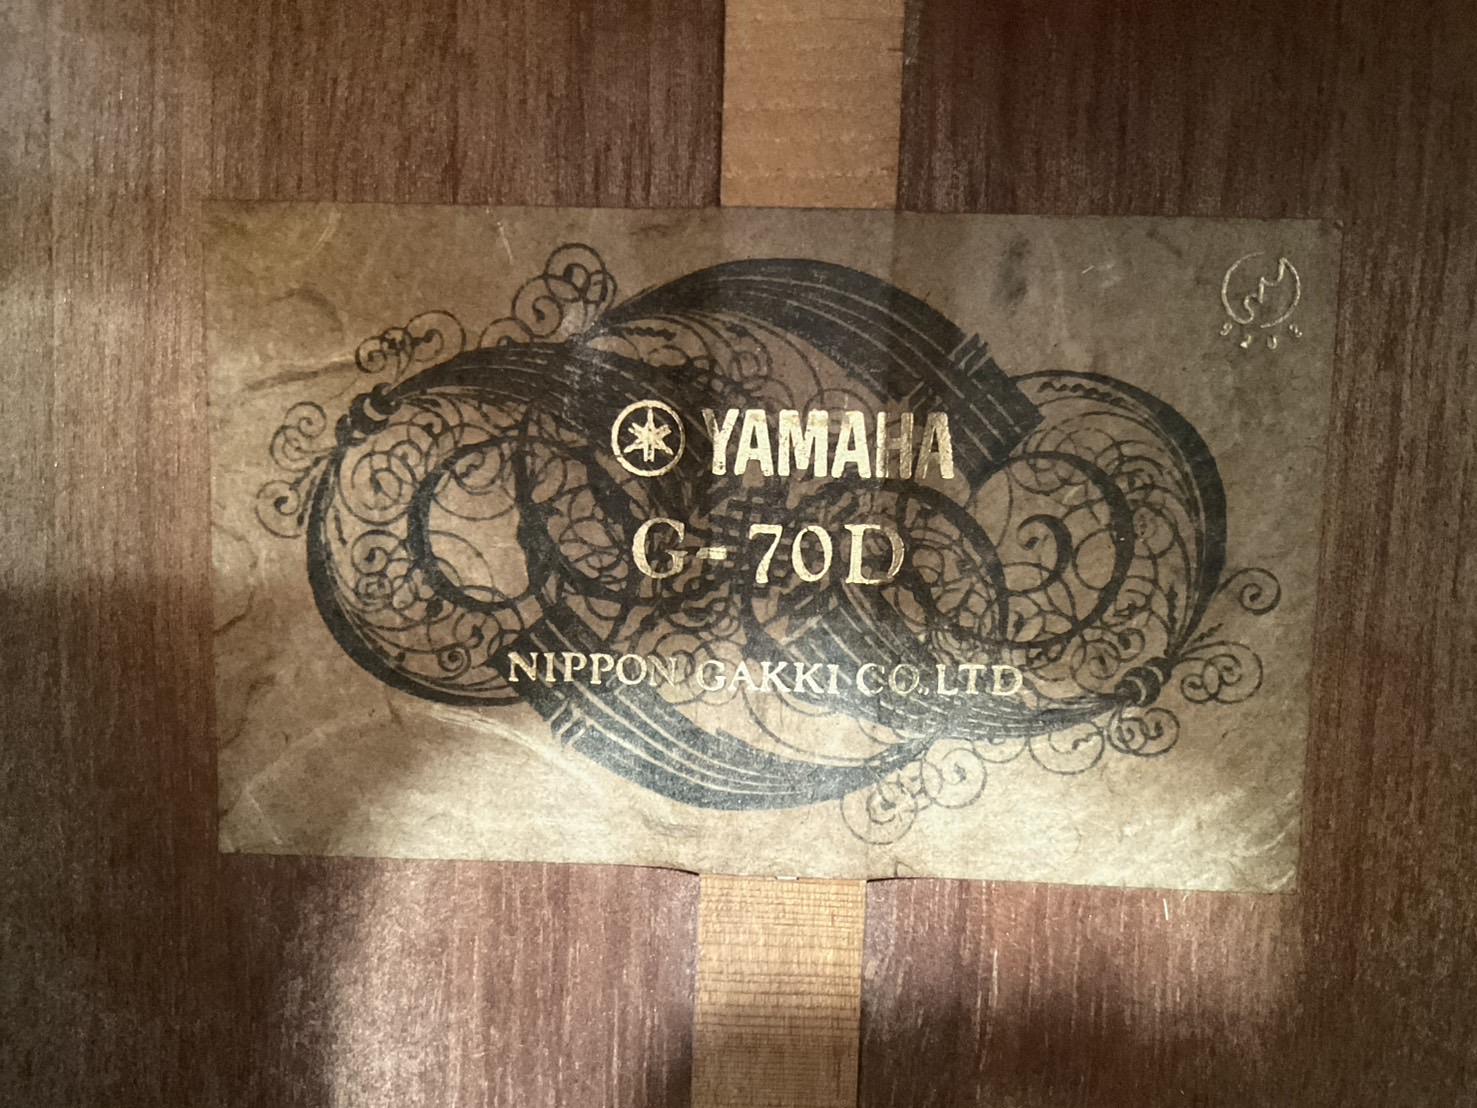 YAMAHA
G-70D
NIPPON GAKKI CO.LTD